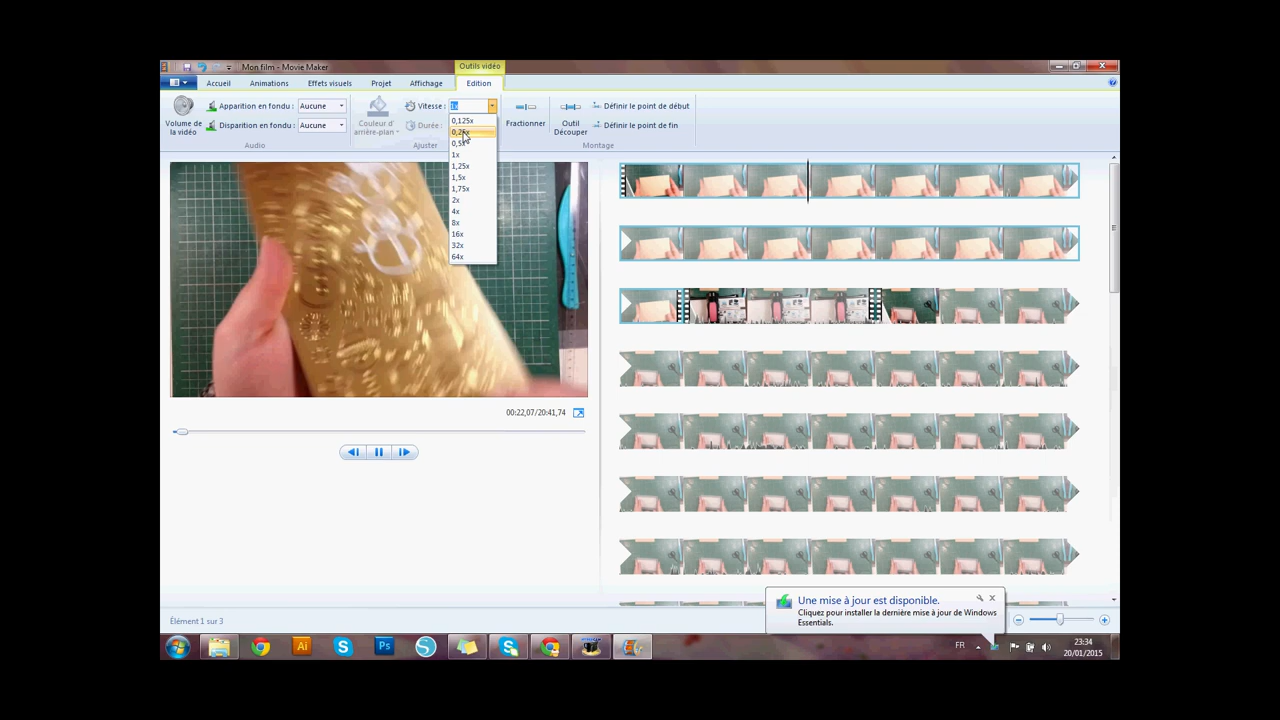 Mon film - Movie Maker
Outils vidéo
Accueil
Animations
Effets visuels
Projet
Affichage
Edition
Volume de
la vidéo
Apparition en fondu :
Aucune
Disparition en fondu :
Aucune
Audio
Couleur d'
arrière-plan
Vitesse :
1x
Durée :
Ajuster
0,125x
0,25x
0,5x
1x
1,25x
1,5x
1,75x
2x
4x
8x
16x
32x
64x
Fractionner
Outil
Découper
Définir le point de début
Définir le point de fin
Montage
00:22,07/20:41,74
Élément 1 sur 3
Une mise à jour est disponible.
Cliquez pour installer la dernière mise à jour de Windows
Essentials.
Ai
Ps
FR
23:34
20/01/2015